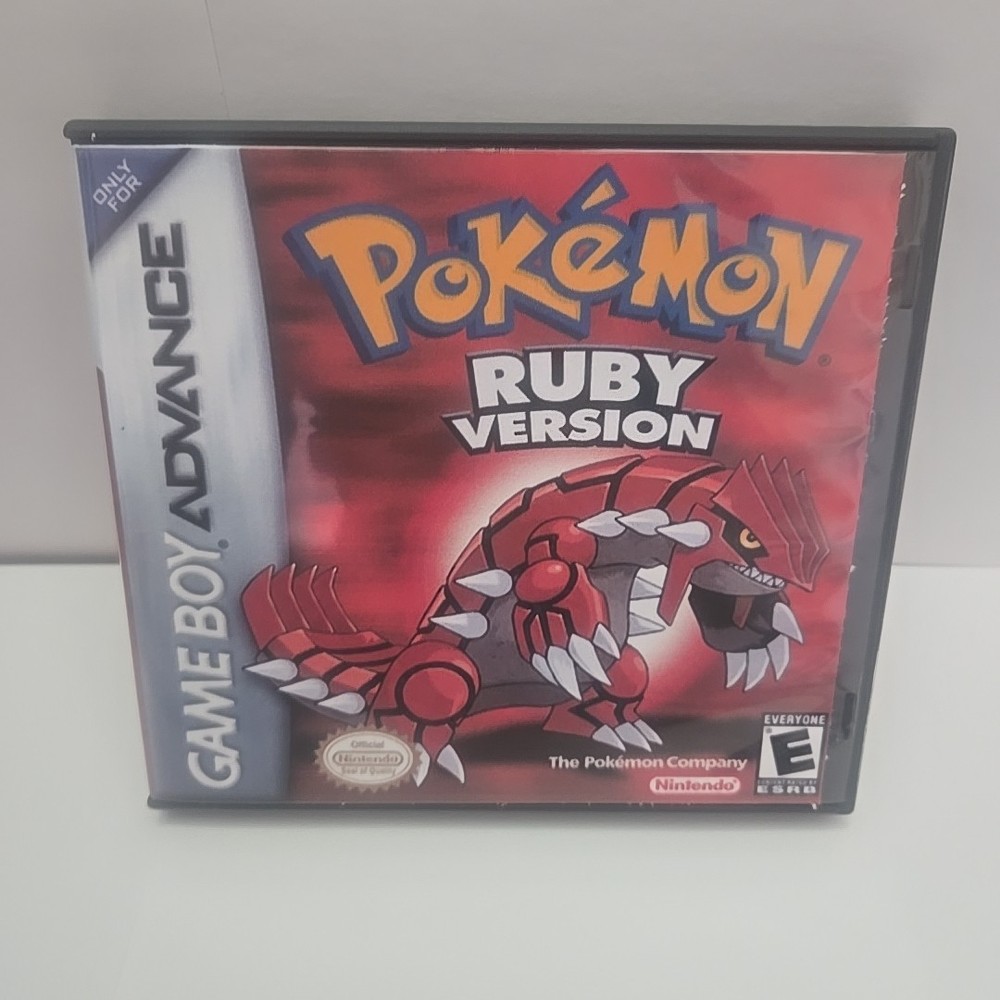 ONLY
FOR
GAME BOY ADVANCE
POKéMON
®
RUBY
VERSION
Official
Nintendo
Seal of Quality
The Pokémon Company
Nintendo®
EVERYONE
E
ESRB